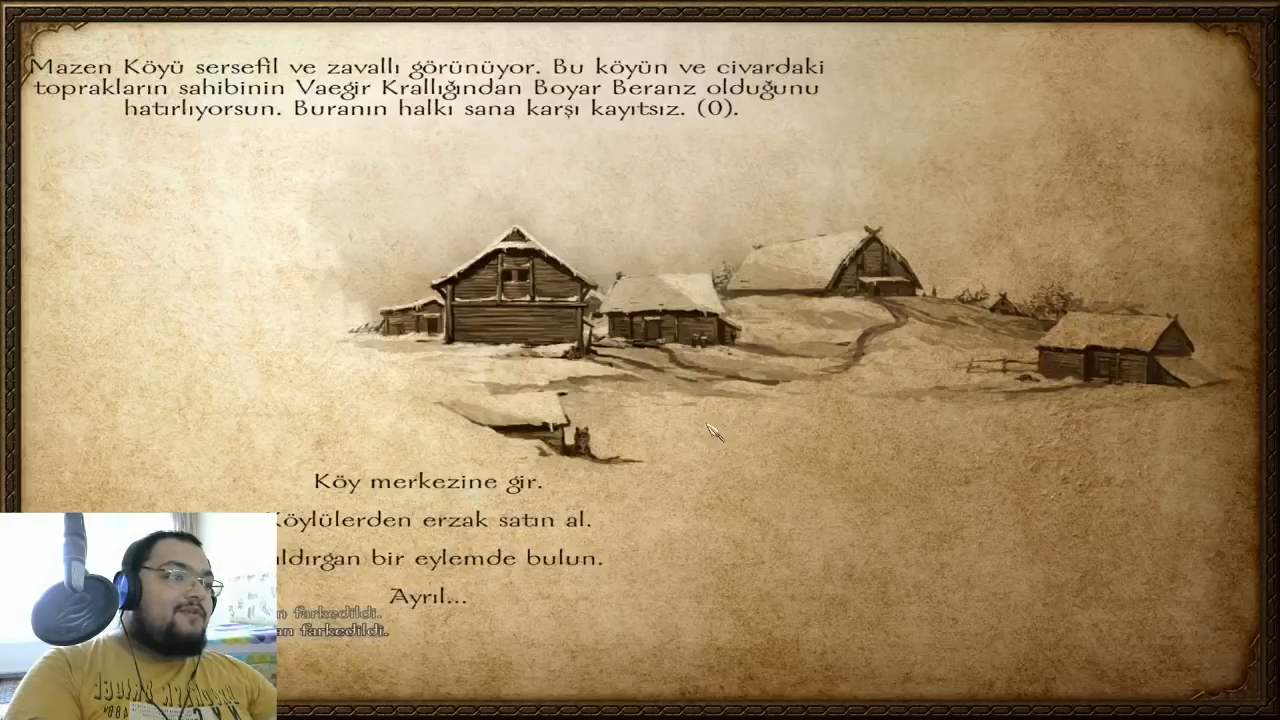 Mazen Köyü sersefil ve zavallı görünüyor. Bu köyün ve civardaki
toprakların sahibinin Vaegir Krallığından Boyar Beranz olduğunu
hatırlıyorsun. Buranın halkı sana karşı kayıtsız. (0).
Köy merkezine gir.
Köylülerden erzak satın al.
bir eylemde bulun.
Ayrıl...
farkedildi.
farkedildi.